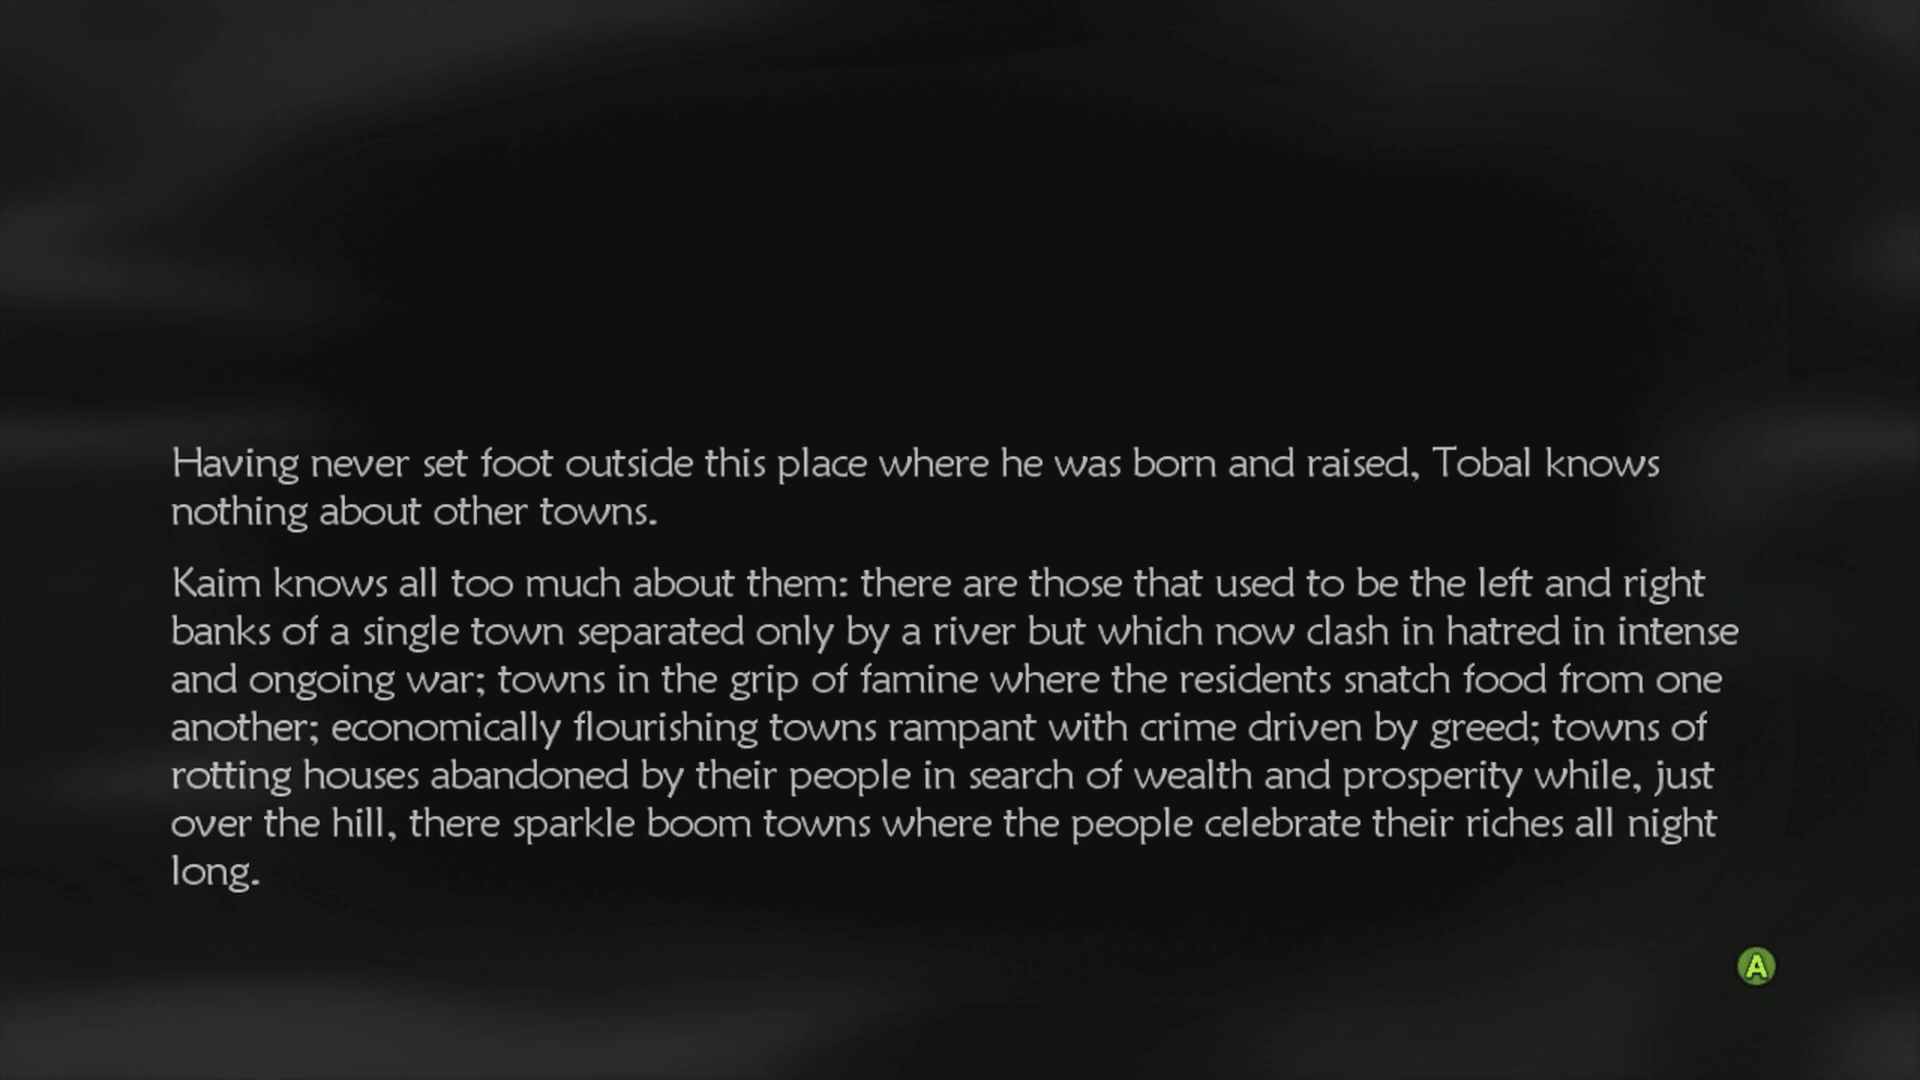 Having never set foot outside this place where he was born and raised, Tobal knows
nothing about other towns.
Kaim knows all too much about them: there are those that used to be the left and right
banks of a single town separated only by a river but which now clash in hatred in intense
and ongoing war; towns in the grip of famine where the residents snatch food from one
another; economically flourishing towns rampant with crime driven by greed; towns of
rotting houses abandoned by their people in search of wealth and prosperity while, just
over the hill, there sparkle boom towns where the people celebrate their riches all night
long.
A